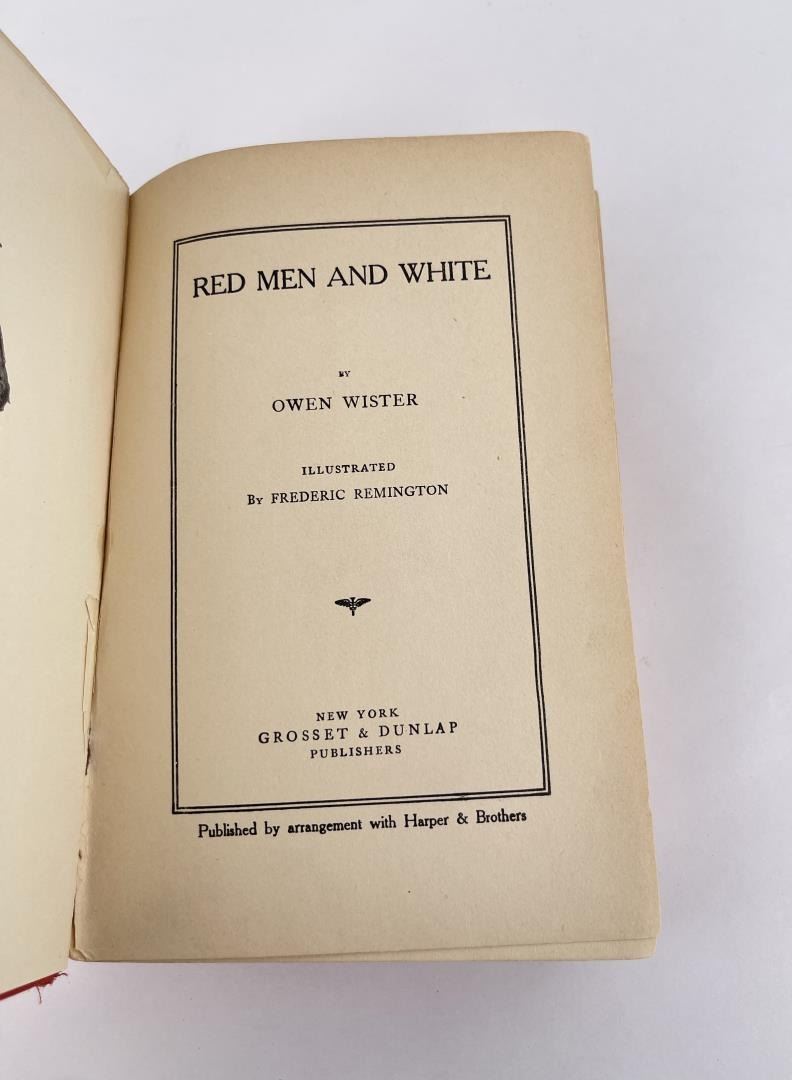 RED MEN AND WHITE
BY
OWEN WISTER
ILLUSTRATED
By FREDERIC REMINGTON
NEW YORK
GROSSET & DUNLAP
PUBLISHERS
Published by arrangement with Harper & Brothers